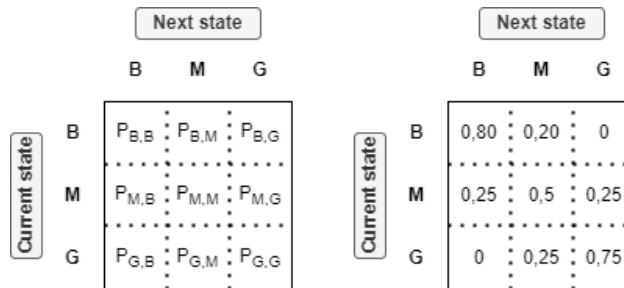 Next state Next state
B M G B M G
Current state B P_B,B P_B,M P_B,G Current state B 0,80 0,20 0
M P_M,B P_M,M P_M,G M 0,25 0,5 0,25
G P_G,B P_G,M P_G,G G 0 0,25 0,75